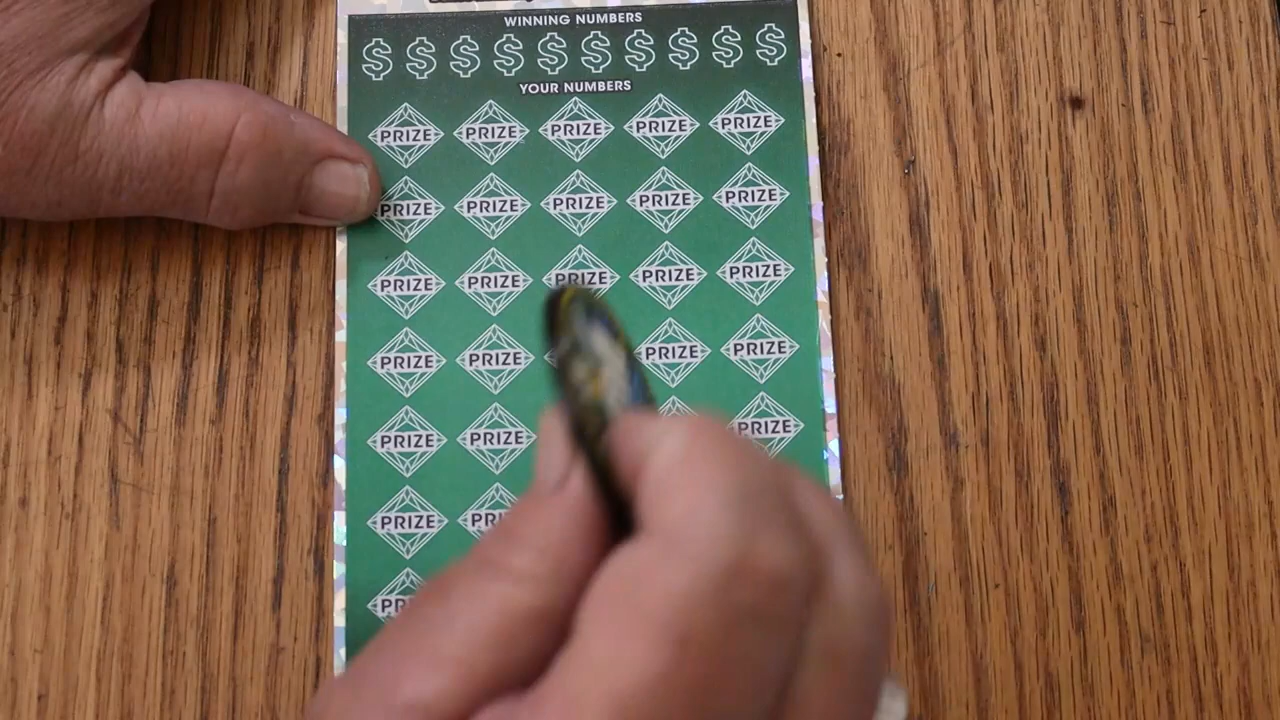 WINNING NUMBERS
$ $ $ $ $ $ $ $ $ $
YOUR NUMBERS
PRIZE PRIZE PRIZE PRIZE PRIZE
PRIZE PRIZE PRIZE PRIZE PRIZE
PRIZE PRIZE PRIZE PRIZE PRIZE
PRIZE PRIZE PRIZE PRIZE
PRIZE PRIZE PRIZE
PRIZE